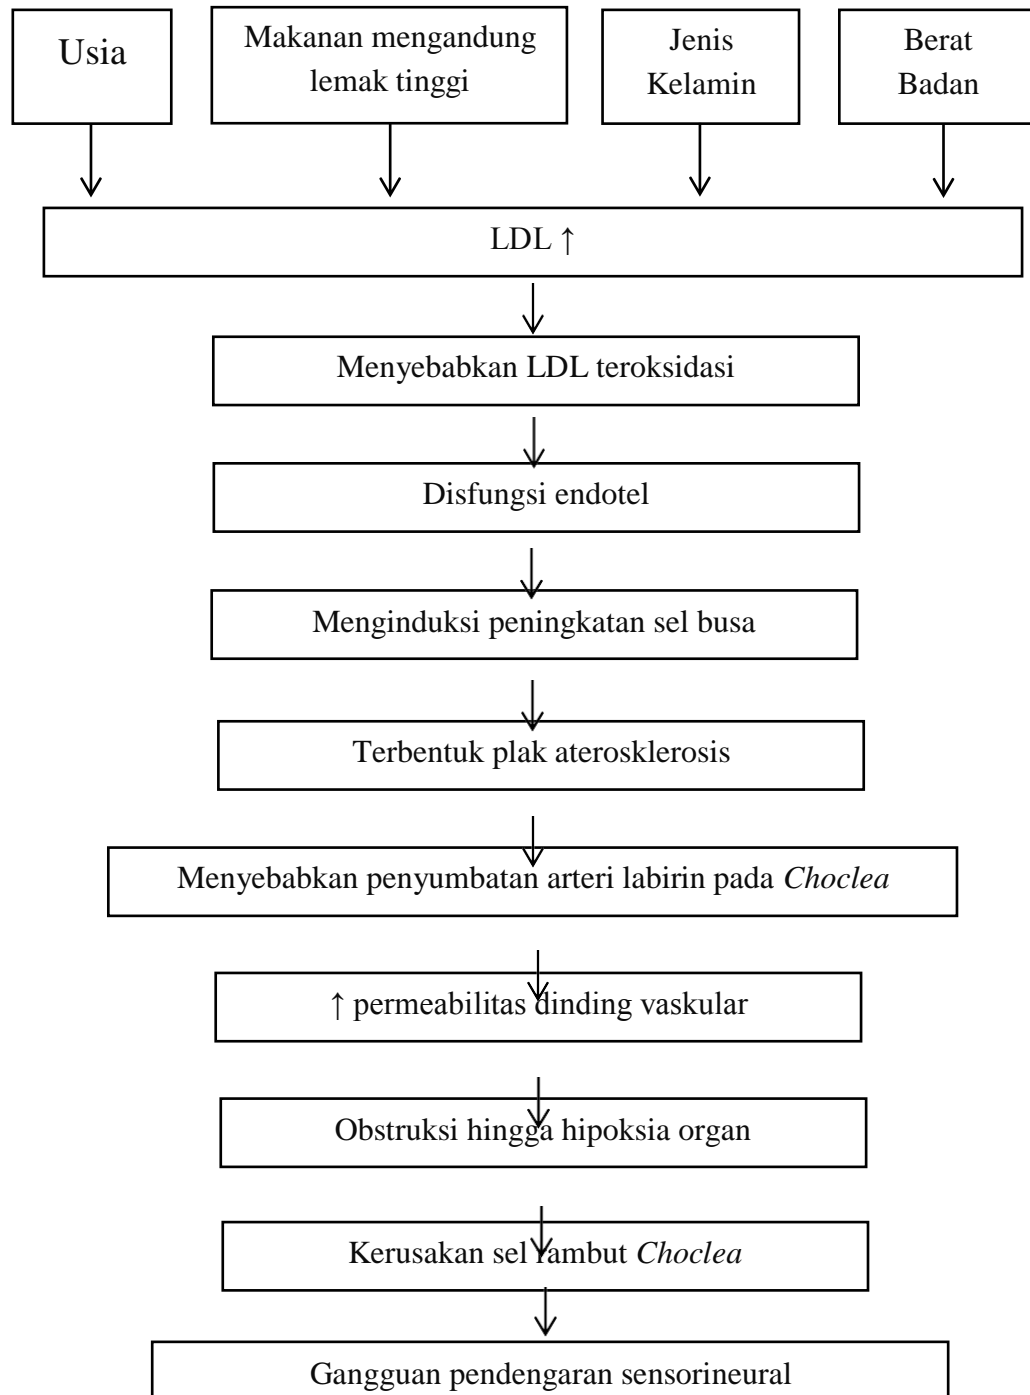 Usia
Makanan mengandung
lemak tinggi
Jenis
Kelamin
Berat
Badan
LDL ↑
Menyebabkan LDL teroksidasi
Disfungsi endotel
Menginduksi peningkatan sel busa
Terbentuk plak aterosklerosis
Menyebabkan penyumbatan arteri labirin pada Choclea
↑ permeabilitas dinding vaskular
Obstruksi hingga hipoksia organ
Kerusakan sel rambut Choclea
Gangguan pendengaran sensorineural